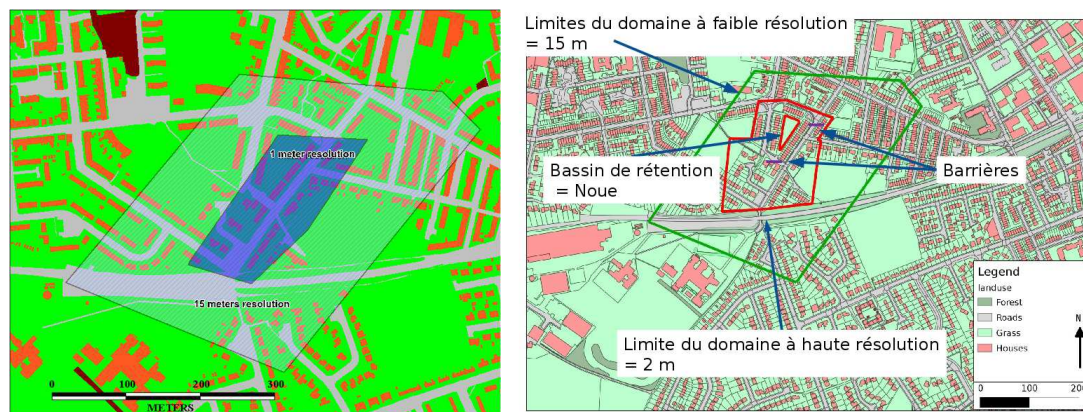 1 meter resolution
15 meters resolution
0 100 200 300
METERS
Limites du domaine à faible résolution
= 15 m
Bassin de rétention
= Noue
Barrières
Limite du domaine à haute résolution
= 2 m
Legend
landuse
Forest
Roads
Grass
Houses
N
0 100